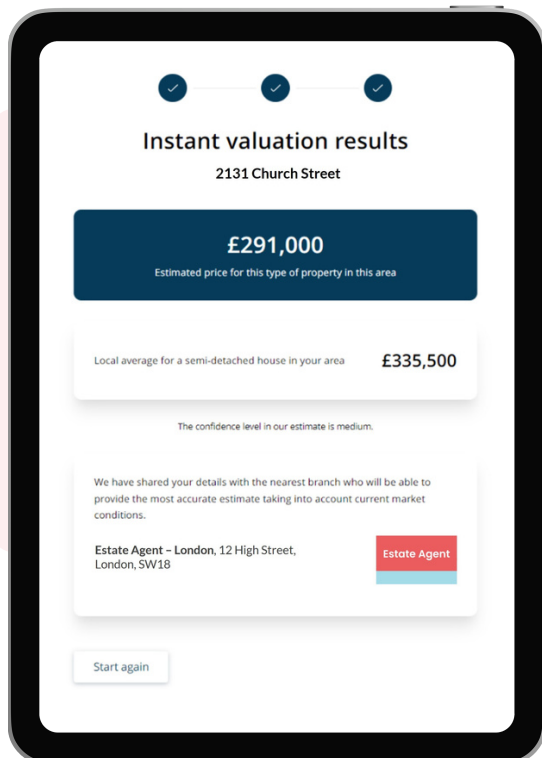 Instant valuation results
2131 Church Street
£291,000
Estimated price for this type of property in this area
Local average for a semi-detached house in your area
£335,500
The confidence level in our estimate is medium.
We have shared your details with the nearest branch who will be able to
provide the most accurate estimate taking into account current market
conditions.
Estate Agent – London, 12 High Street,
London, SW18
Estate Agent
Start again